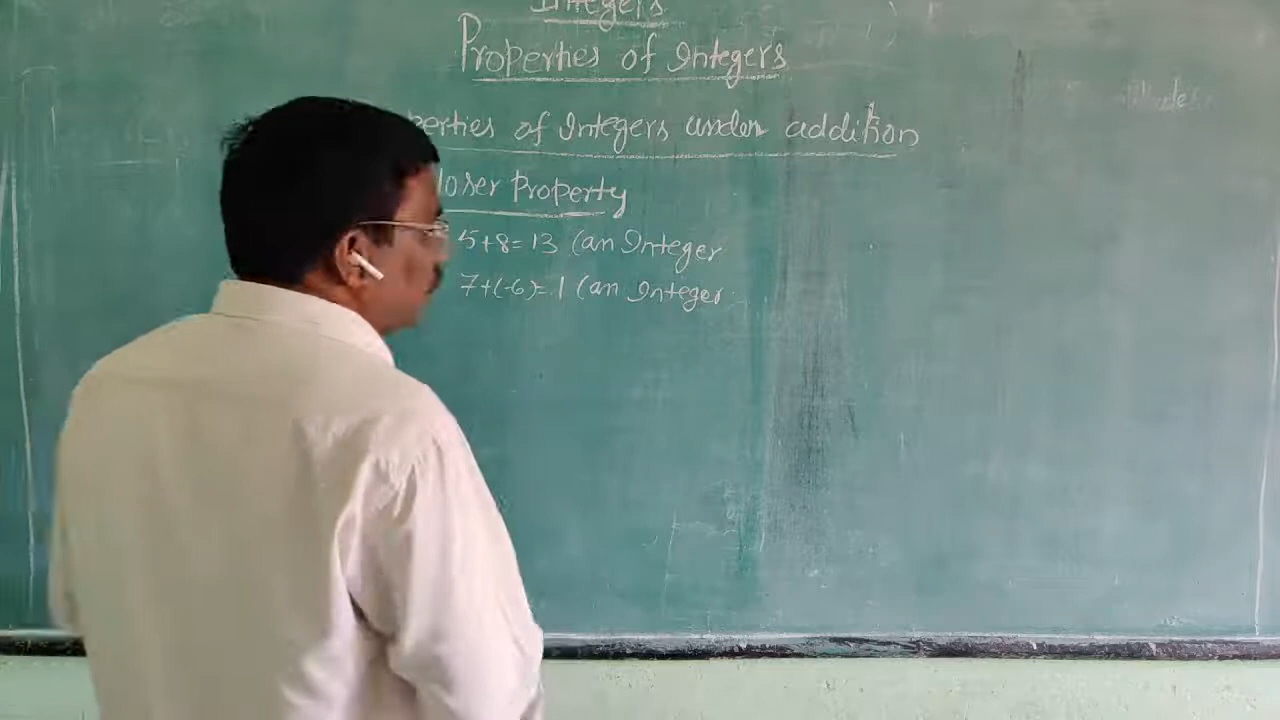 Integers
Properties of Integers
perties of Integers under addition
loser Property
5+8=13 (an Integer
7+(-6)=1 (an Integer